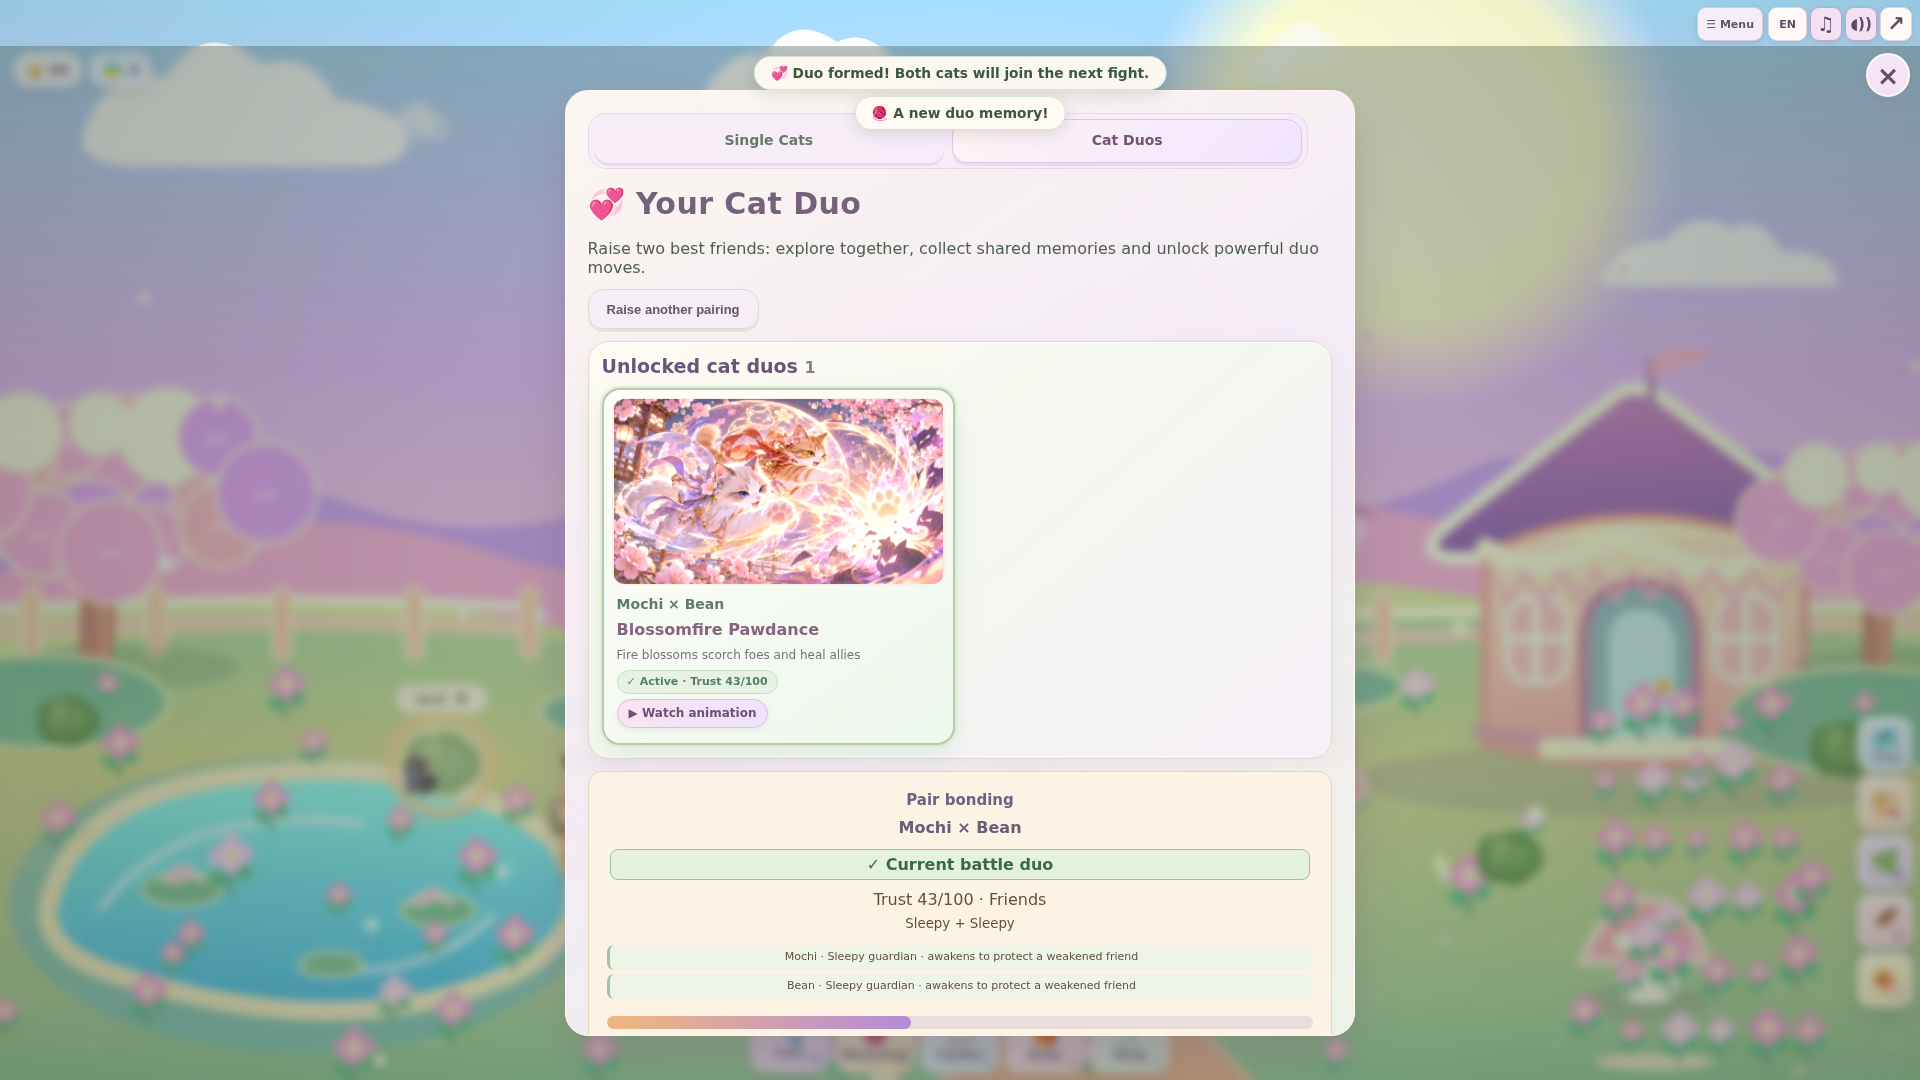 ☰ Menu
EN
💞 Duo formed! Both cats will join the next fight.
🧶 A new duo memory!
Single Cats
Cat Duos
💞 Your Cat Duo
Raise two best friends: explore together, collect shared memories and unlock powerful duo
moves.
Raise another pairing
Unlocked cat duos 1
Mochi × Bean
Blossomfire Pawdance
Fire blossoms scorch foes and heal allies
✓ Active · Trust 43/100
▶ Watch animation
Pair bonding
Mochi × Bean
✓ Current battle duo
Trust 43/100 · Friends
Sleepy + Sleepy
Mochi · Sleepy guardian · awakens to protect a weakened friend
Bean · Sleepy guardian · awakens to protect a weakened friend